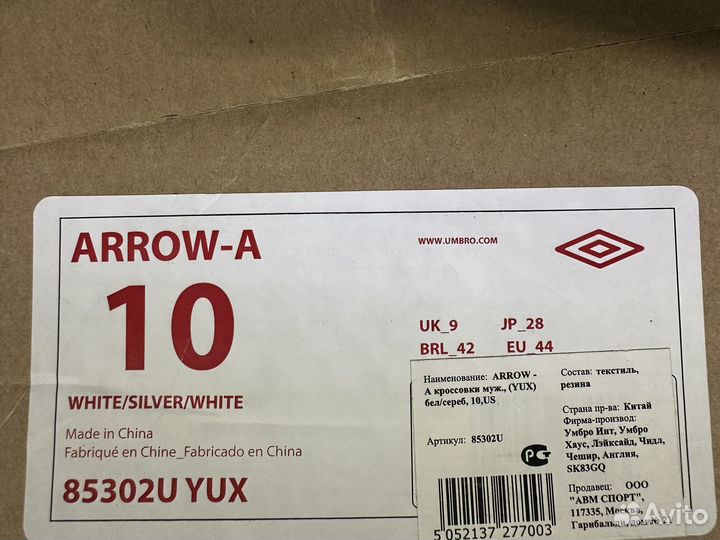 ARROW-A
WWW.UMBRO.COM
10
UK_9 JP_28
BRL_42 EU_44
WHITE/SILVER/WHITE
Made in China
Fabriqué en Chine_Fabricado en China
85302U YUX
Наименование: ARROW -
А кроссовки муж., (YUX)
бел/сереб, 10,US
Артикул: 85302U
5 052137 277003
Состав: текстиль,
резина
Страна пр-ва: Китай
Фирма-производ:
Умбро Инт, Умбро
Хаус, Лэйксайд, Чидл,
Чешир, Англия,
SK83GQ
Продавец: ООО
"АВМ СПОРТ",
117335, Москва,
Гарибальди,дом
Avito